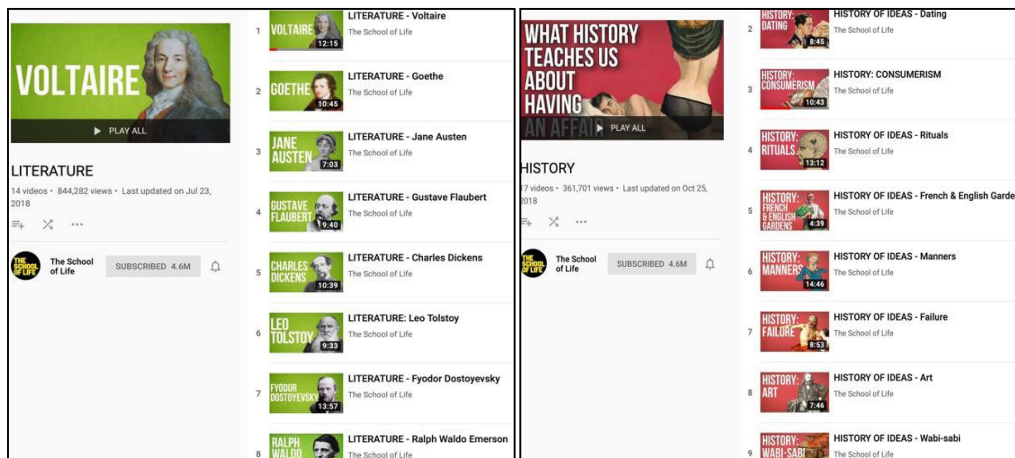 VOLTAIRE
PLAY ALL
LITERATURE
14 videos • 844,282 views • Last updated on Jul 23,
2018
THE
SCHOOL
OF LIFE
The School
of Life
SUBSCRIBED 4.6M
1
VOLTAIRE
12:15
LITERATURE - Voltaire
The School of Life
2
GOETHE
10:45
LITERATURE - Goethe
The School of Life
3
JANE
AUSTEN
7:03
LITERATURE - Jane Austen
The School of Life
4
GUSTAVE
FLAUBERT
9:40
LITERATURE - Gustave Flaubert
The School of Life
5
CHARLES
DICKENS
10:39
LITERATURE - Charles Dickens
The School of Life
6
LEO
TOLSTOY
9:33
LITERATURE: Leo Tolstoy
The School of Life
7
FYODOR
DOSTOYEVSKY
13:57
LITERATURE - Fyodor Dostoyevsky
The School of Life
8
RALPH
WALDO
LITERATURE - Ralph Waldo Emerson
The School of Life
WHAT HISTORY
TEACHES US
ABOUT
HAVING
AN AFFAIR
PLAY ALL
HISTORY
17 videos • 361,701 views • Last updated on Oct 25,
2018
THE
SCHOOL
OF LIFE
The School
of Life
SUBSCRIBED 4.6M
2
HISTORY:
DATING
8:45
HISTORY OF IDEAS - Dating
The School of Life
3
HISTORY:
CONSUMERISM
10:43
HISTORY: CONSUMERISM
The School of Life
4
HISTORY:
RITUALS
13:12
HISTORY OF IDEAS - Rituals
The School of Life
5
HISTORY:
FRENCH
& ENGLISH
GARDENS
4:39
HISTORY OF IDEAS - French & English Garde
The School of Life
6
HISTORY:
MANNERS
14:46
HISTORY OF IDEAS - Manners
The School of Life
7
HISTORY:
FAILURE
8:53
HISTORY OF IDEAS - Failure
The School of Life
8
HISTORY:
ART
7:46
HISTORY OF IDEAS - Art
The School of Life
9
HISTORY:
WABI-SABI
HISTORY OF IDEAS - Wabi-sabi
The School of Life